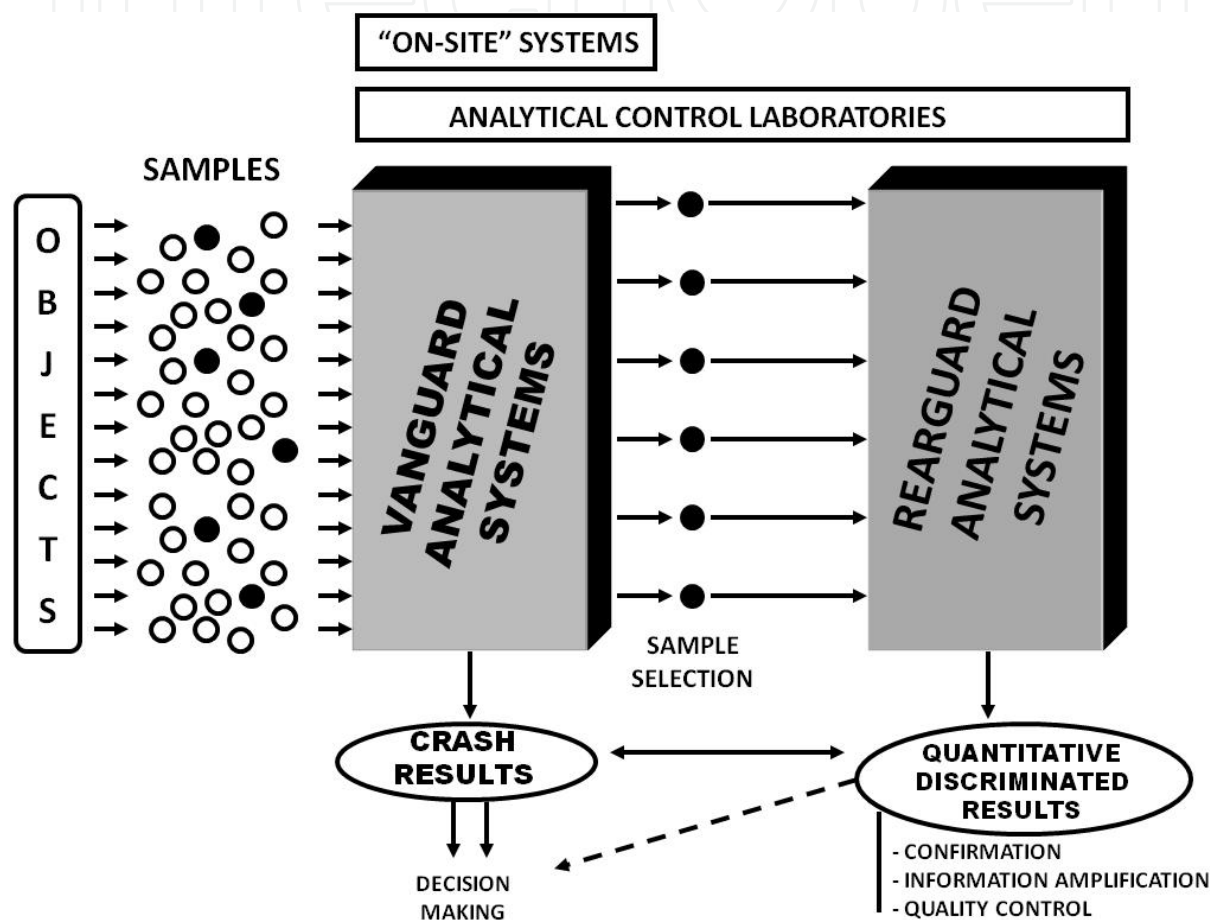 “ON-SITE” SYSTEMS
ANALYTICAL CONTROL LABORATORIES
SAMPLES
O
B
J
E
C
T
S
VANGUARD
ANALYTICAL
SYSTEMS
REARGUARD
ANALYTICAL
SYSTEMS
SAMPLE
SELECTION
CRASH
RESULTS
QUANTITATIVE
DISCRIMINATED
RESULTS
- CONFIRMATION
- INFORMATION AMPLIFICATION
- QUALITY CONTROL
DECISION
MAKING